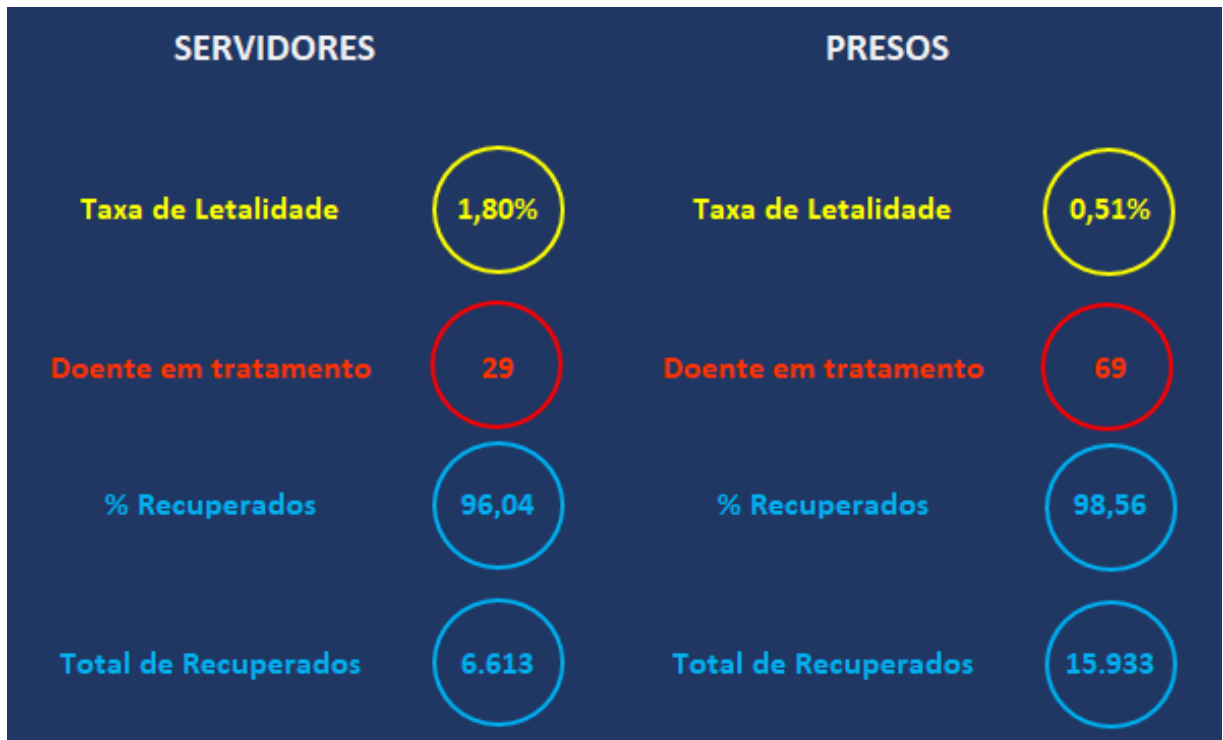 SERVIDORES
PRESOS
Taxa de Letalidade 1,80%
Taxa de Letalidade 0,51%
Doente em tratamento 29
Doente em tratamento 69
% Recuperados 96,04
% Recuperados 98,56
Total de Recuperados 6.613
Total de Recuperados 15.933